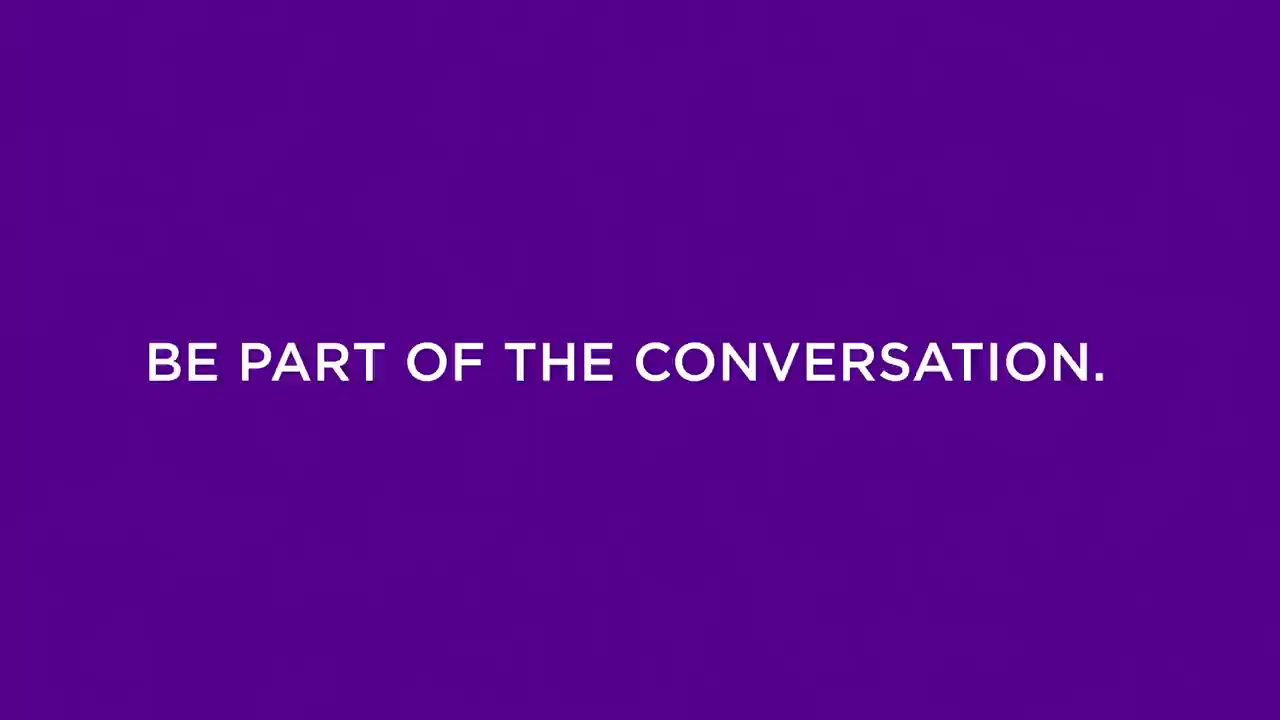 BE PART OF THE CONVERSATION.